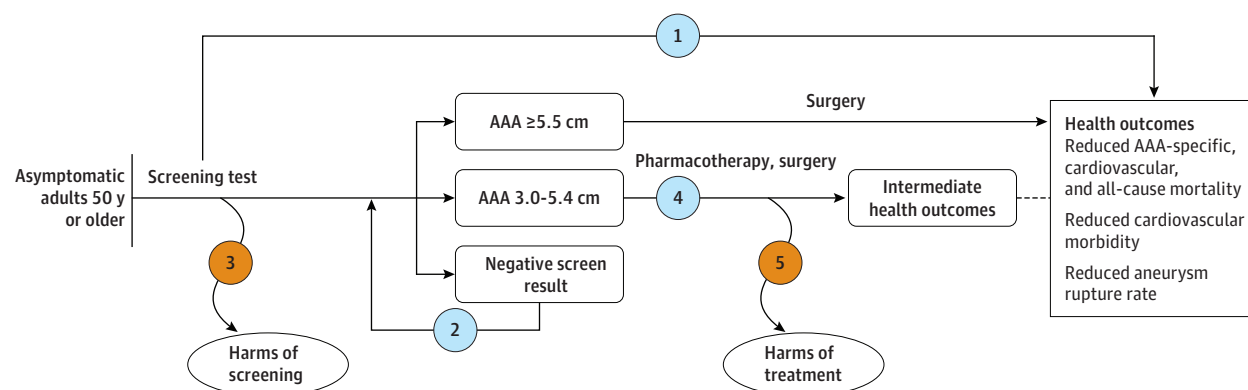 1
Surgery
AAA ≥5.5 cm
Health outcomes
Reduced AAA-specific,
cardiovascular,
and all-cause mortality
Reduced cardiovascular
morbidity
Reduced aneurysm
rupture rate
Asymptomatic
adults 50 y
or older
Screening test
Pharmacotherapy, surgery
AAA 3.0-5.4 cm
4
Intermediate
health outcomes
3
Negative screen
result
5
2
Harms of
screening
Harms of
treatment